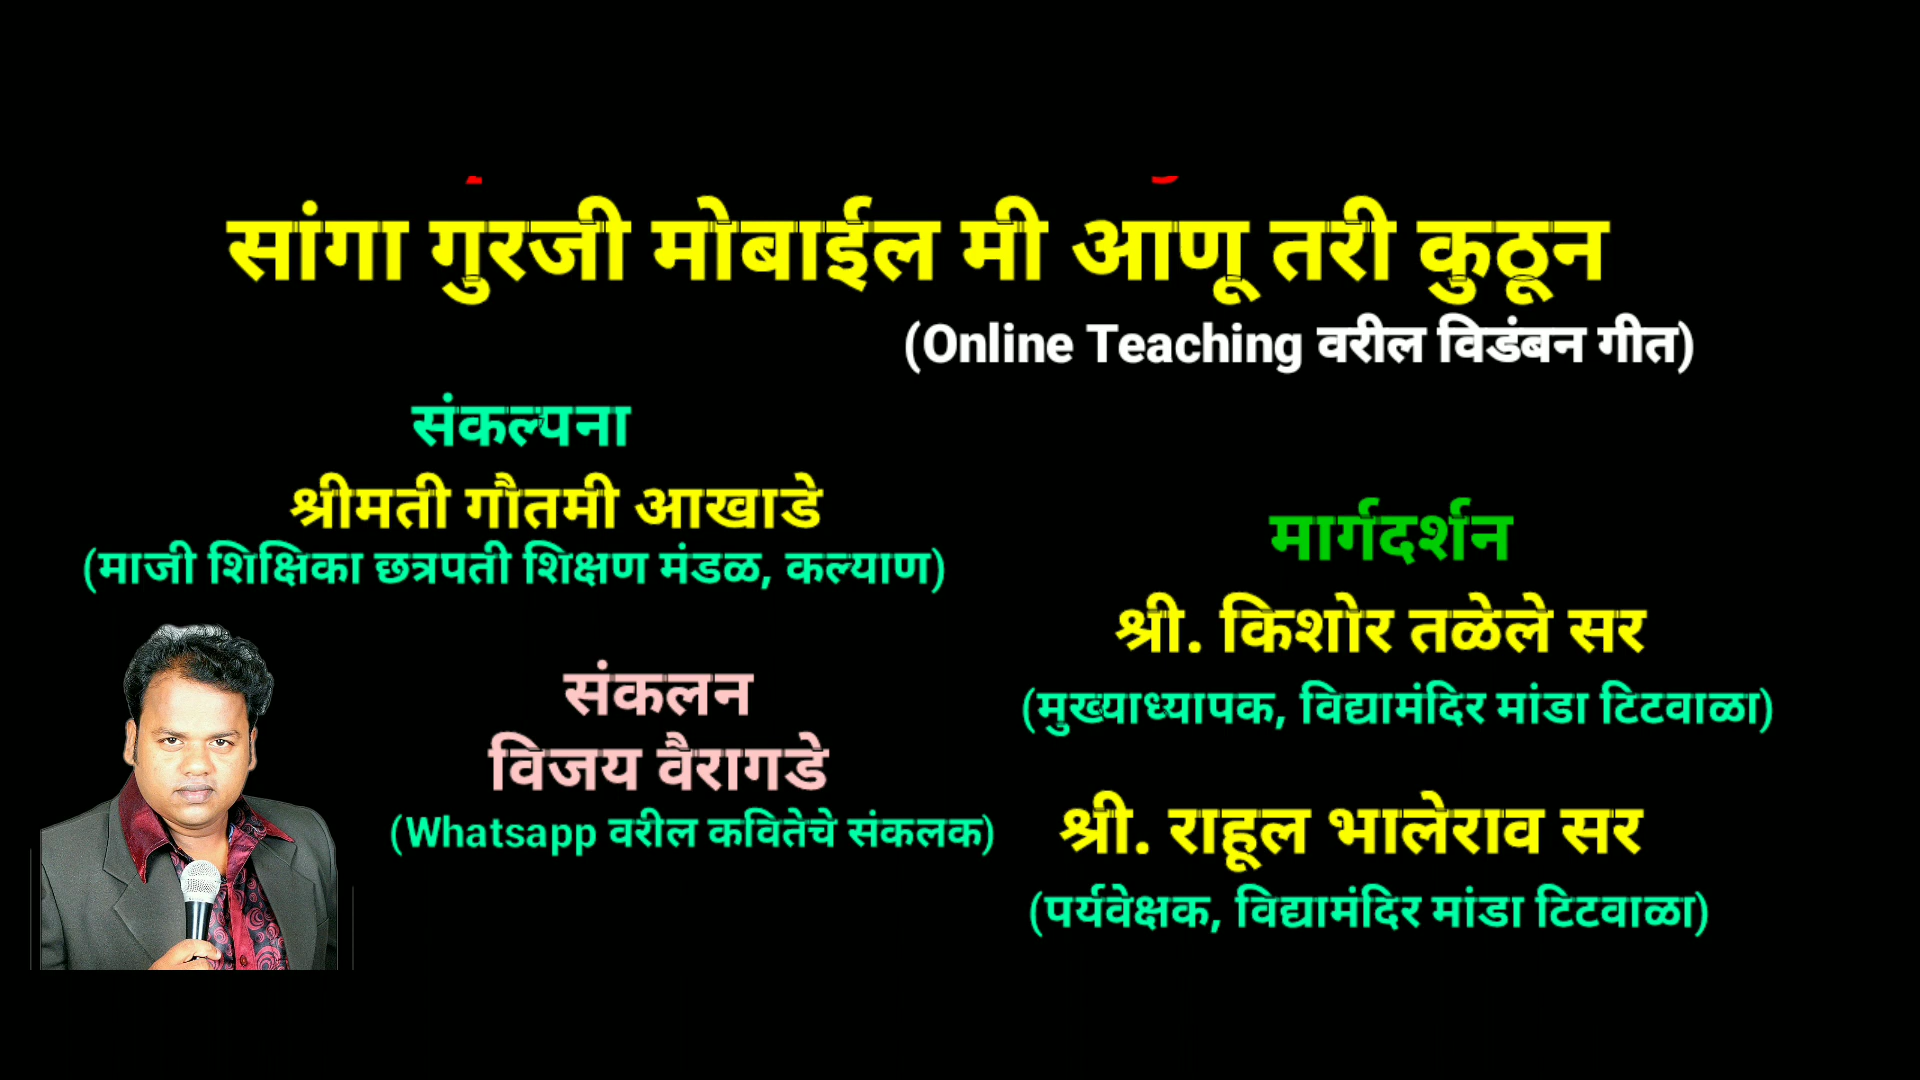 सांगा गुरजी मोबाईल मी आणू तरी कुठून
(Online Teaching वरील विडंबन गीत)
संकल्पना
श्रीमती गौतमी आखाडे
(माजी शिक्षिका छत्रपती शिक्षण मंडळ, कल्याण)
संकलन
विजय वैरागडे
(Whatsapp वरील कवितेचे संकलक)
मार्गदर्शन
श्री. किशोर तळेले सर
(मुख्याध्यापक, विद्यामंदिर मांडा टिटवाळा)
श्री. राहूल भालेराव सर
(पर्यवेक्षक, विद्यामंदिर मांडा टिटवाळा)